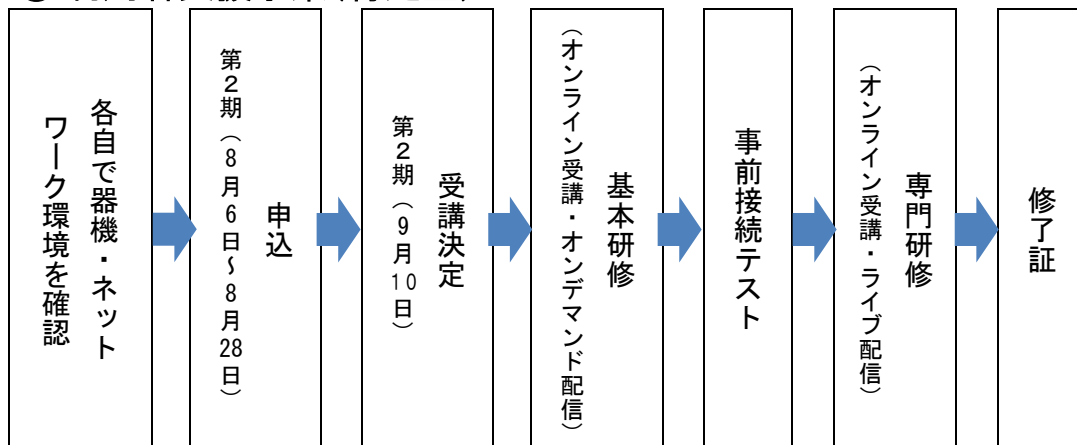 各自で器機・ネット
ワーク環境を確認
申込
第２期（８月６日～８月28日）
受講決定
第２期（９月10日）
基本研修
（オンライン受講・オンデマンド配信）
事前接続テスト
専門研修
（オンライン受講・ライブ配信）
修了証